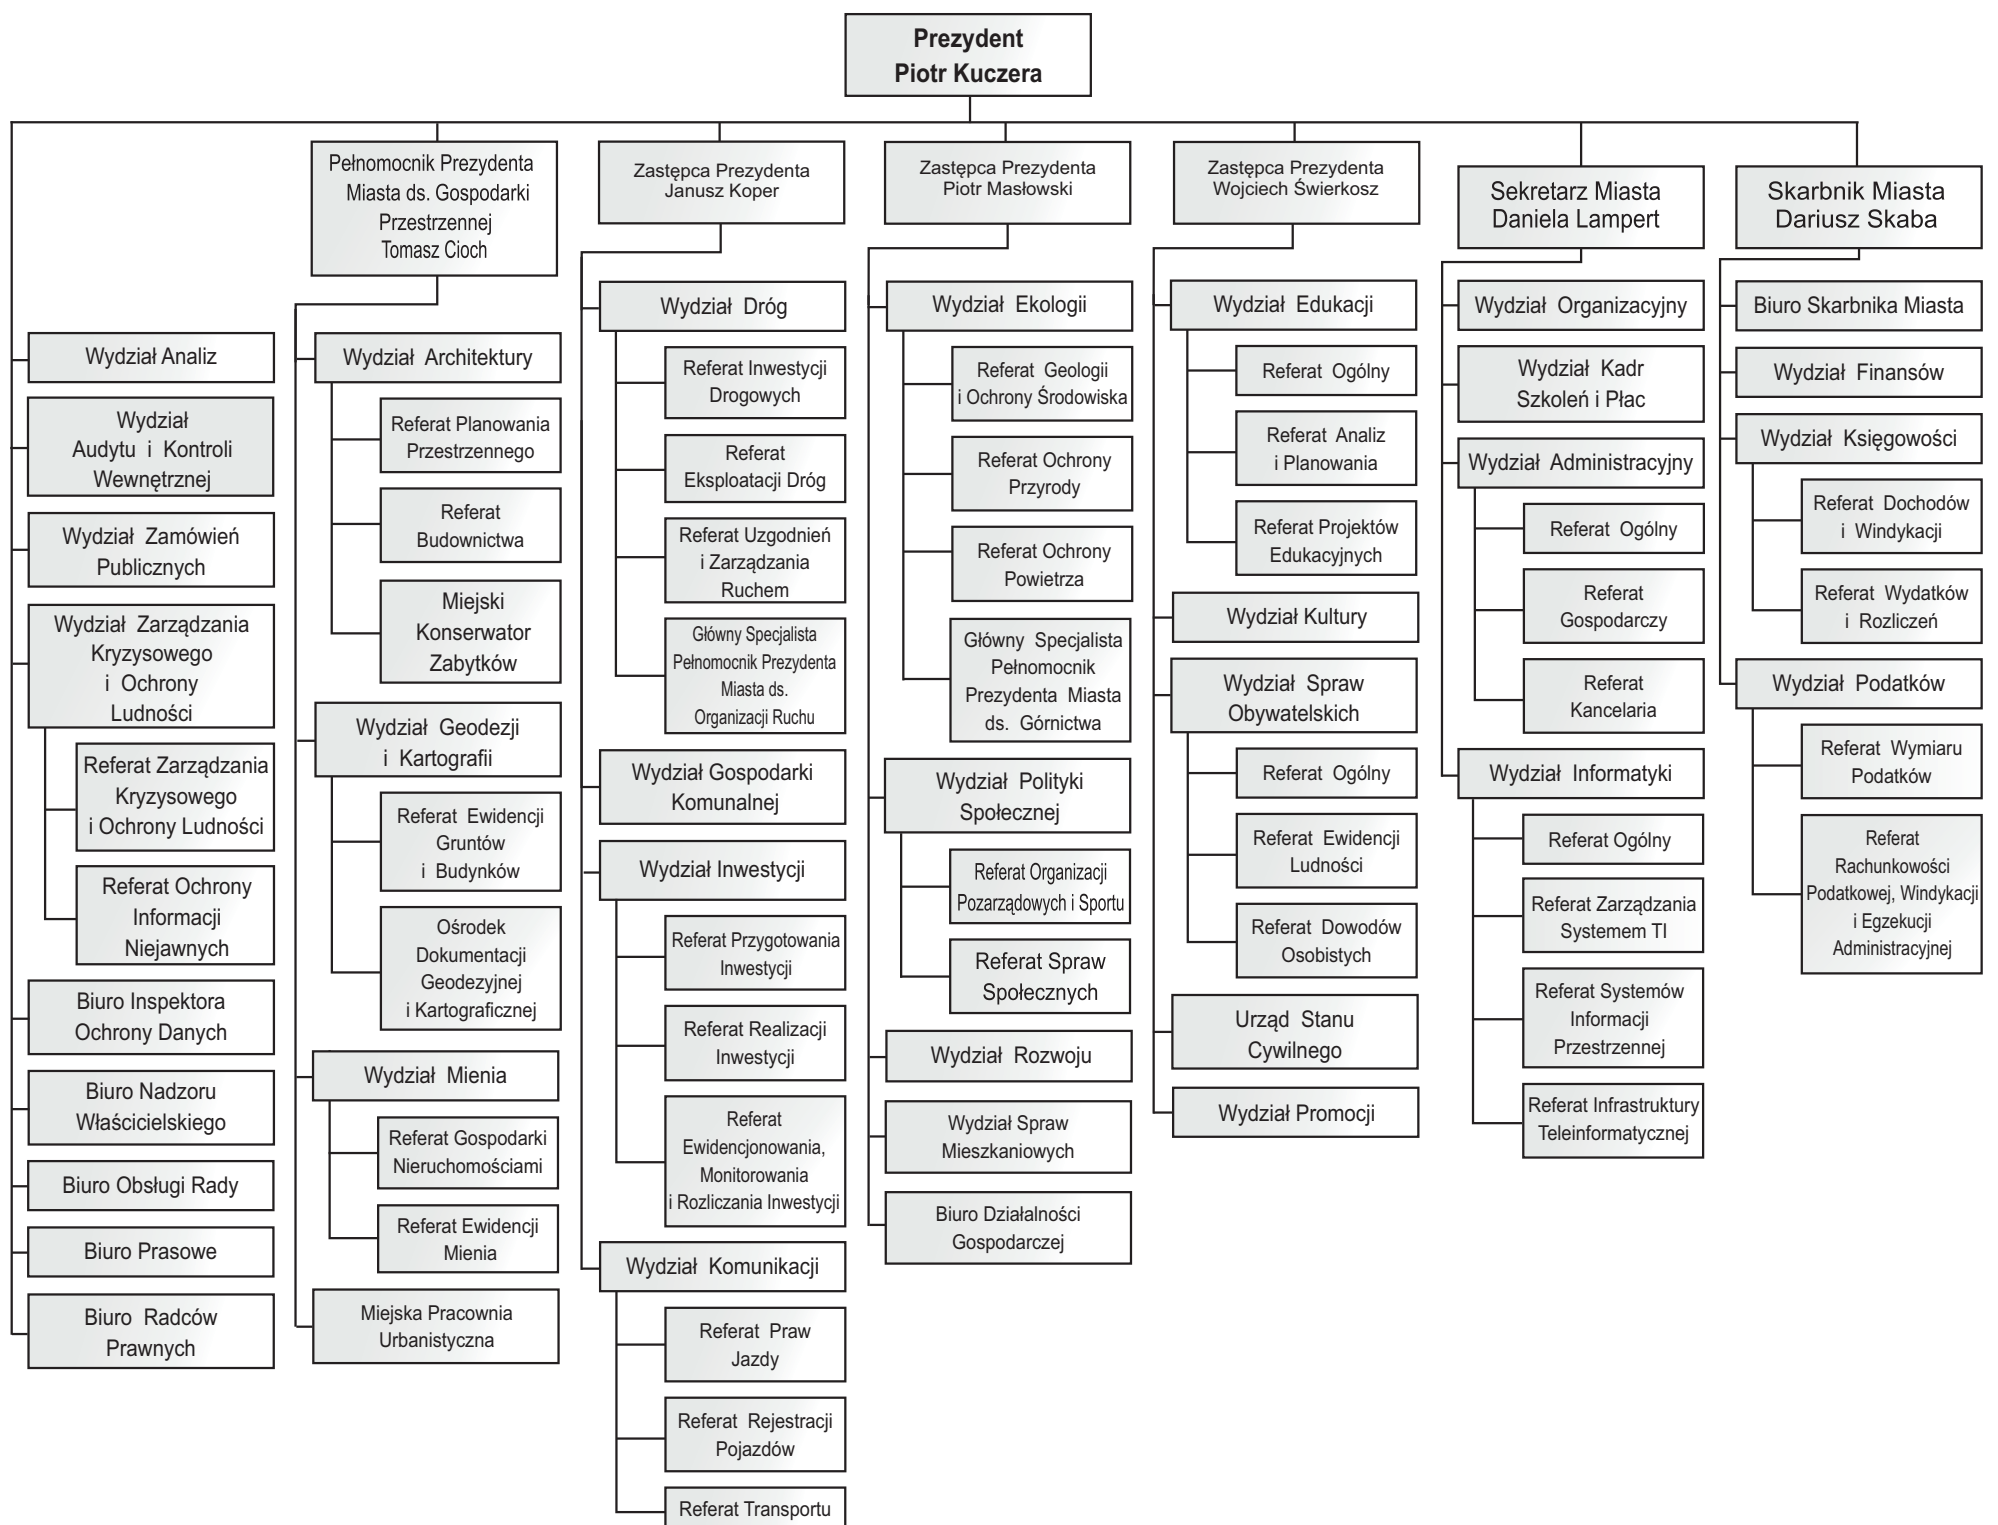 Prezydent
Piotr Kuczera
Wydział Analiz
Wydział
Audytu i Kontroli
Wewnętrznej
Wydział Zamówień
Publicznych
Wydział Zarządzania
Kryzysowego
i Ochrony
Ludności
Referat Zarządzania
Kryzysowego
i Ochrony Ludności
Referat Ochrony
Informacji
Niejawnych
Biuro Inspektora
Ochrony Danych
Biuro Nadzoru
Właścicielskiego
Biuro Obsługi Rady
Biuro Prasowe
Biuro Radców
Prawnych
Pełnomocnik Prezydenta
Miasta ds. Gospodarki
Przestrzennej
Tomasz Cioch
Wydział Architektury
Referat Planowania
Przestrzennego
Referat
Budownictwa
Miejski
Konserwator
Zabytków
Wydział Geodezji
i Kartografii
Referat Ewidencji
Gruntów
i Budynków
Ośrodek
Dokumentacji
Geodezyjnej
i Kartograficznej
Wydział Mienia
Referat Gospodarki
Nieruchomościami
Referat Ewidencji
Mienia
Miejska Pracownia
Urbanistyczna
Zastępca Prezydenta
Janusz Koper
Wydział Dróg
Referat Inwestycji
Drogowych
Referat
Eksploatacji Dróg
Referat Uzgodnień
i Zarządzania
Ruchem
Główny Specjalista
Pełnomocnik Prezydenta
Miasta ds.
Organizacji Ruchu
Wydział Gospodarki
Komunalnej
Wydział Inwestycji
Referat Przygotowania
Inwestycji
Referat Realizacji
Inwestycji
Referat
Ewidencjonowania,
Monitorowania
i Rozliczania Inwestycji
Wydział Komunikacji
Referat Praw
Jazdy
Referat Rejestracji
Pojazdów
Referat Transportu
Zastępca Prezydenta
Piotr Masłowski
Wydział Ekologii
Referat Geologii
i Ochrony Środowiska
Referat Ochrony
Przyrody
Referat Ochrony
Powietrza
Główny Specjalista
Pełnomocnik
Prezydenta Miasta
ds. Górnictwa
Wydział Polityki
Społecznej
Referat Organizacji
Pozarządowych i Sportu
Referat Spraw
Społecznych
Wydział Rozwoju
Wydział Spraw
Mieszkaniowych
Biuro Działalności
Gospodarczej
Zastępca Prezydenta
Wojciech Świerkosz
Wydział Edukacji
Referat Ogólny
Referat Analiz
i Planowania
Referat Projektów
Edukacyjnych
Wydział Kultury
Wydział Spraw
Obywatelskich
Referat Ogólny
Referat Ewidencji
Ludności
Referat Dowodów
Osobistych
Urząd Stanu
Cywilnego
Wydział Promocji
Sekretarz Miasta
Daniela Lampert
Wydział Organizacyjny
Wydział Kadr
Szkoleń i Płac
Wydział Administracyjny
Referat Ogólny
Referat
Gospodarczy
Referat
Kancelaria
Wydział Informatyki
Referat Ogólny
Referat Zarządzania
Systemem TI
Referat Systemów
Informacji
Przestrzennej
Referat Infrastruktury
Teleinformatycznej
Skarbnik Miasta
Dariusz Skaba
Biuro Skarbnika Miasta
Wydział Finansów
Wydział Księgowości
Referat Dochodów
i Windykacji
Referat Wydatków
i Rozliczeń
Wydział Podatków
Referat Wymiaru
Podatków
Referat
Rachunkowości
Podatkowej, Windykacji
i Egzekucji
Administracyjnej